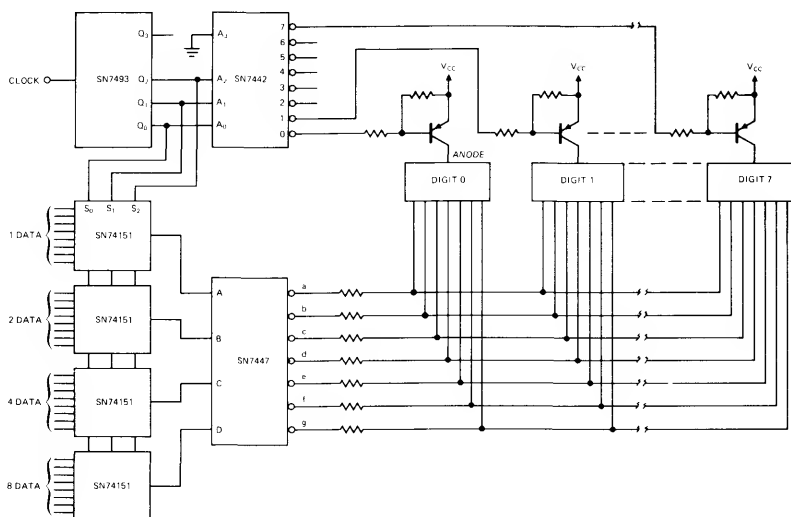 CLOCK
SN7493
Q3
Q2
Q1
Q0
A3
A2
A1
A0
SN7442
7
6
5
4
3
2
1
0
VCC
VCC
VCC
ANODE
DIGIT 0
DIGIT 1
DIGIT 7
S0 S1 S2
1 DATA
SN74151
2 DATA
SN74151
4 DATA
SN74151
8 DATA
SN74151
A
B
C
D
SN7447
a
b
c
d
e
f
g